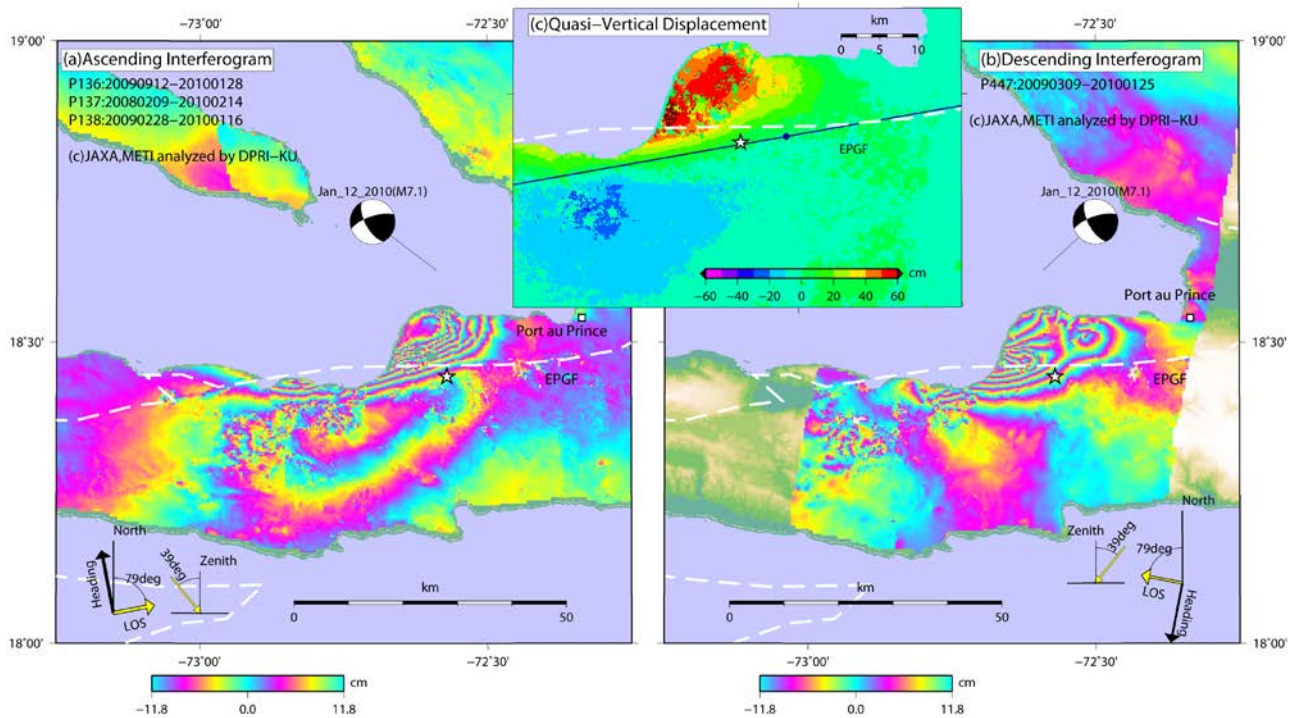 −73˚00'
−72˚30'
−73˚00'
−72˚30'
19˚00'
18˚30'
18˚00'
(a)Ascending Interferogram
P136:20090912−20100128
P137:20080209−20100214
P138:20090228−20100116
(c)JAXA,METI analyzed by DPRI−KU
Jan_12_2010(M7.1)
Port au Prince
EPGF
North
Heading
79deg
LOS
39deg
Zenith
km
0
50
−73˚00'
−72˚30'
cm
−11.8
0.0
11.8
(c)Quasi−Vertical Displacement
km
0
5
10
EPGF
cm
−60
−40
−20
0
20
40
60
19˚00'
18˚30'
18˚00'
(b)Descending Interferogram
P447:20090309−20100125
(c)JAXA,METI analyzed by DPRI−KU
Jan_12_2010(M7.1)
Port au Prince
EPGF
North
Zenith
39deg
79deg
LOS
Heading
km
0
50
−73˚00'
−72˚30'
cm
−11.8
0.0
11.8